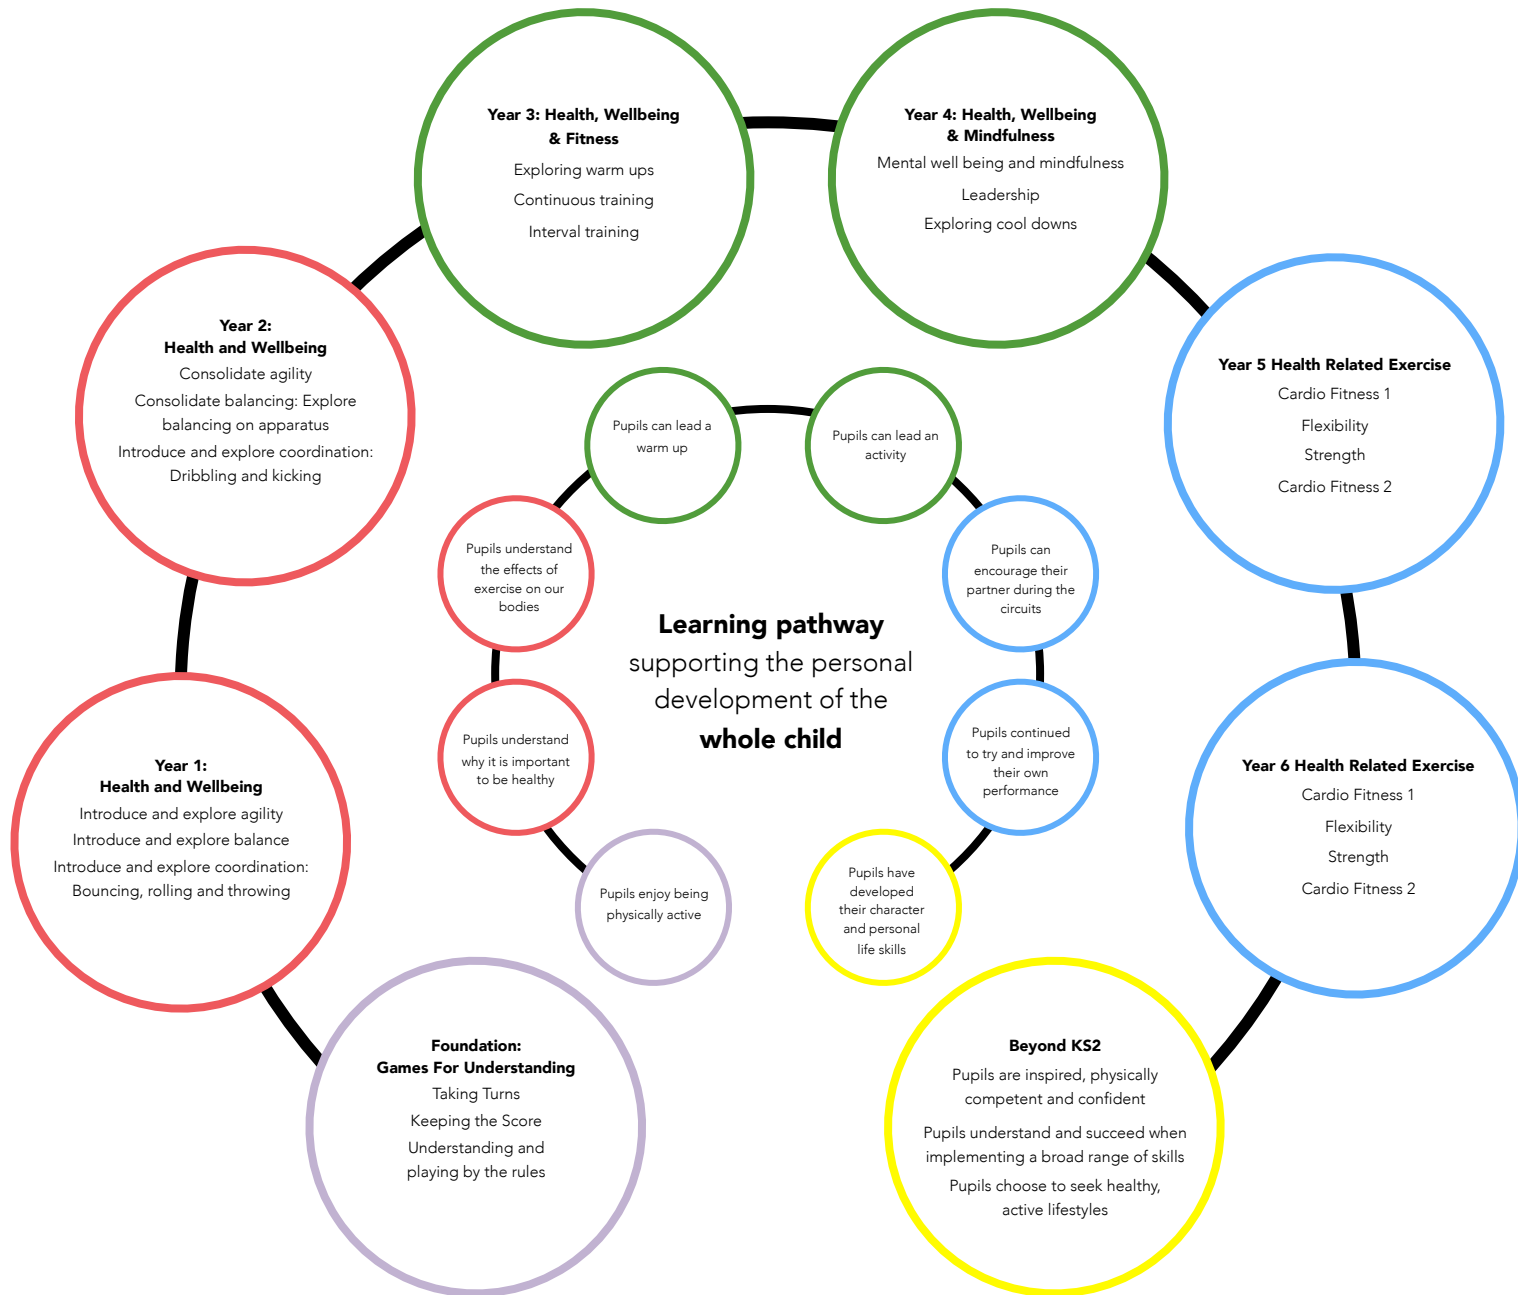 Year 3: Health, Wellbeing
& Fitness
Exploring warm ups
Continuous training
Interval training
Year 4: Health, Wellbeing
& Mindfulness
Mental well being and mindfulness
Leadership
Exploring cool downs
Year 2:
Health and Wellbeing
Consolidate agility
Consolidate balancing: Explore
balancing on apparatus
Introduce and explore coordination:
Dribbling and kicking
Year 5 Health Related Exercise
Cardio Fitness 1
Flexibility
Strength
Cardio Fitness 2
Year 1:
Health and Wellbeing
Introduce and explore agility
Introduce and explore balance
Introduce and explore coordination:
Bouncing, rolling and throwing
Year 6 Health Related Exercise
Cardio Fitness 1
Flexibility
Strength
Cardio Fitness 2
Foundation:
Games For Understanding
Taking Turns
Keeping the Score
Understanding and
playing by the rules
Beyond KS2
Pupils are inspired, physically
competent and confident
Pupils understand and succeed when
implementing a broad range of skills
Pupils choose to seek healthy,
active lifestyles
Pupils can lead a
warm up
Pupils can lead an
activity
Pupils understand
the effects of
exercise on our
bodies
Pupils can
encourage their
partner during the
circuits
Learning pathway
supporting the personal
development of the
whole child
Pupils understand
why it is important
to be healthy
Pupils continued
to try and improve
their own
performance
Pupils enjoy being
physically active
Pupils have
developed
their character
and personal
life skills